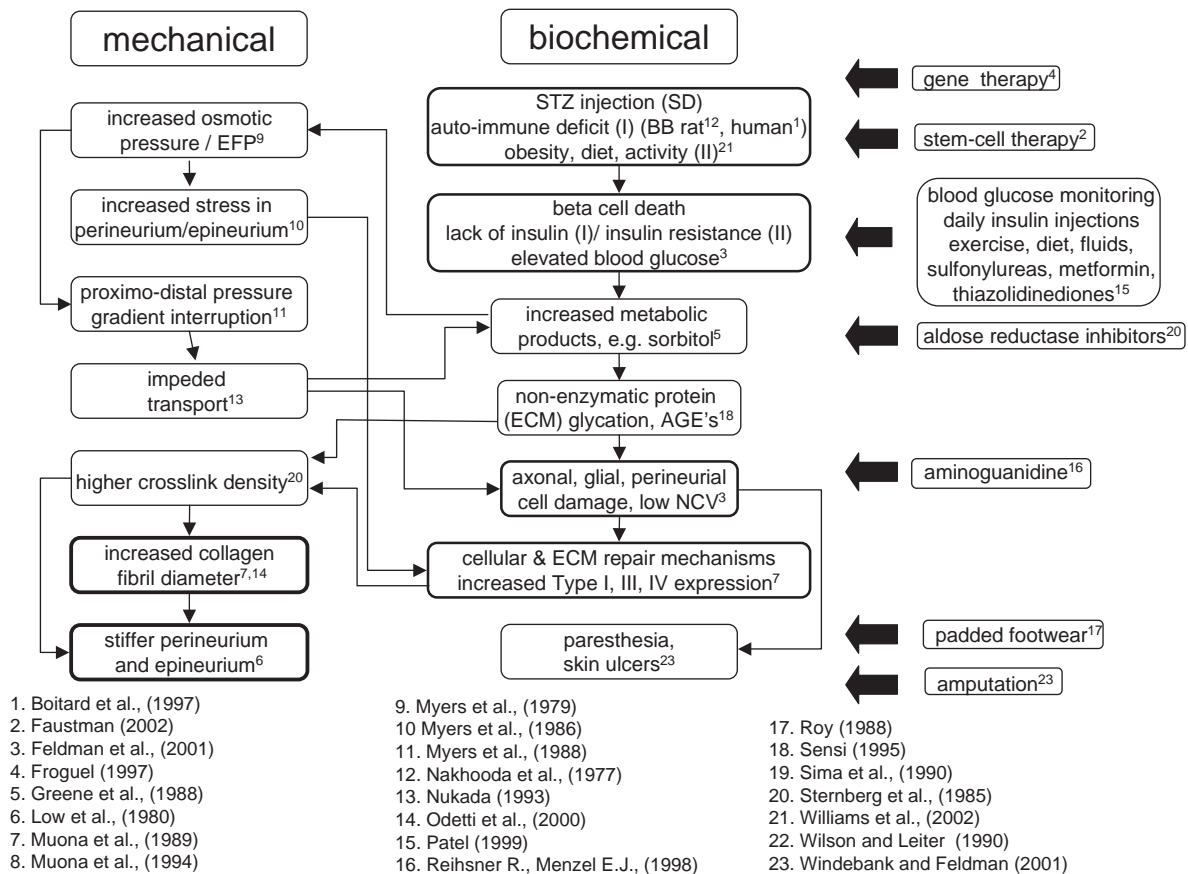 mechanical
biochemical
increased osmotic
pressure / EFP⁹
increased stress in
perineurium/epineurium¹⁰
proximo-distal pressure
gradient interruption¹¹
impeded
transport¹³
higher crosslink density²⁰
increased collagen
fibril diameter⁷,¹⁴
stiffer perineurium
and epineurium⁶
STZ injection (SD)
auto-immune deficit (I) (BB rat¹², human¹)
obesity, diet, activity (II)²¹
beta cell death
lack of insulin (I)/ insulin resistance (II)
elevated blood glucose³
increased metabolic
products, e.g. sorbitol⁵
non-enzymatic protein
(ECM) glycation, AGE's¹⁸
axonal, glial, perineurial
cell damage, low NCV³
cellular & ECM repair mechanisms
increased Type I, III, IV expression⁷
paresthesia,
skin ulcers²³
gene therapy⁴
stem-cell therapy²
blood glucose monitoring
daily insulin injections
exercise, diet, fluids,
sulfonylureas, metformin,
thiazolidinediones¹⁵
aldose reductase inhibitors²⁰
aminoguanidine¹⁶
padded footwear¹⁷
amputation²³
1. Boitard et al., (1997)
2. Faustman (2002)
3. Feldman et al., (2001)
4. Froguel (1997)
5. Greene et al., (1988)
6. Low et al., (1980)
7. Muona et al., (1989)
8. Muona et al., (1994)
9. Myers et al., (1979)
10 Myers et al., (1986)
11. Myers et al., (1988)
12. Nakhooda et al., (1977)
13. Nukada (1993)
14. Odetti et al., (2000)
15. Patel (1999)
16. Reihsner R., Menzel E.J., (1998)
17. Roy (1988)
18. Sensi (1995)
19. Sima et al., (1990)
20. Sternberg et al., (1985)
21. Williams et al., (2002)
22. Wilson and Leiter (1990)
23. Windebank and Feldman (2001)